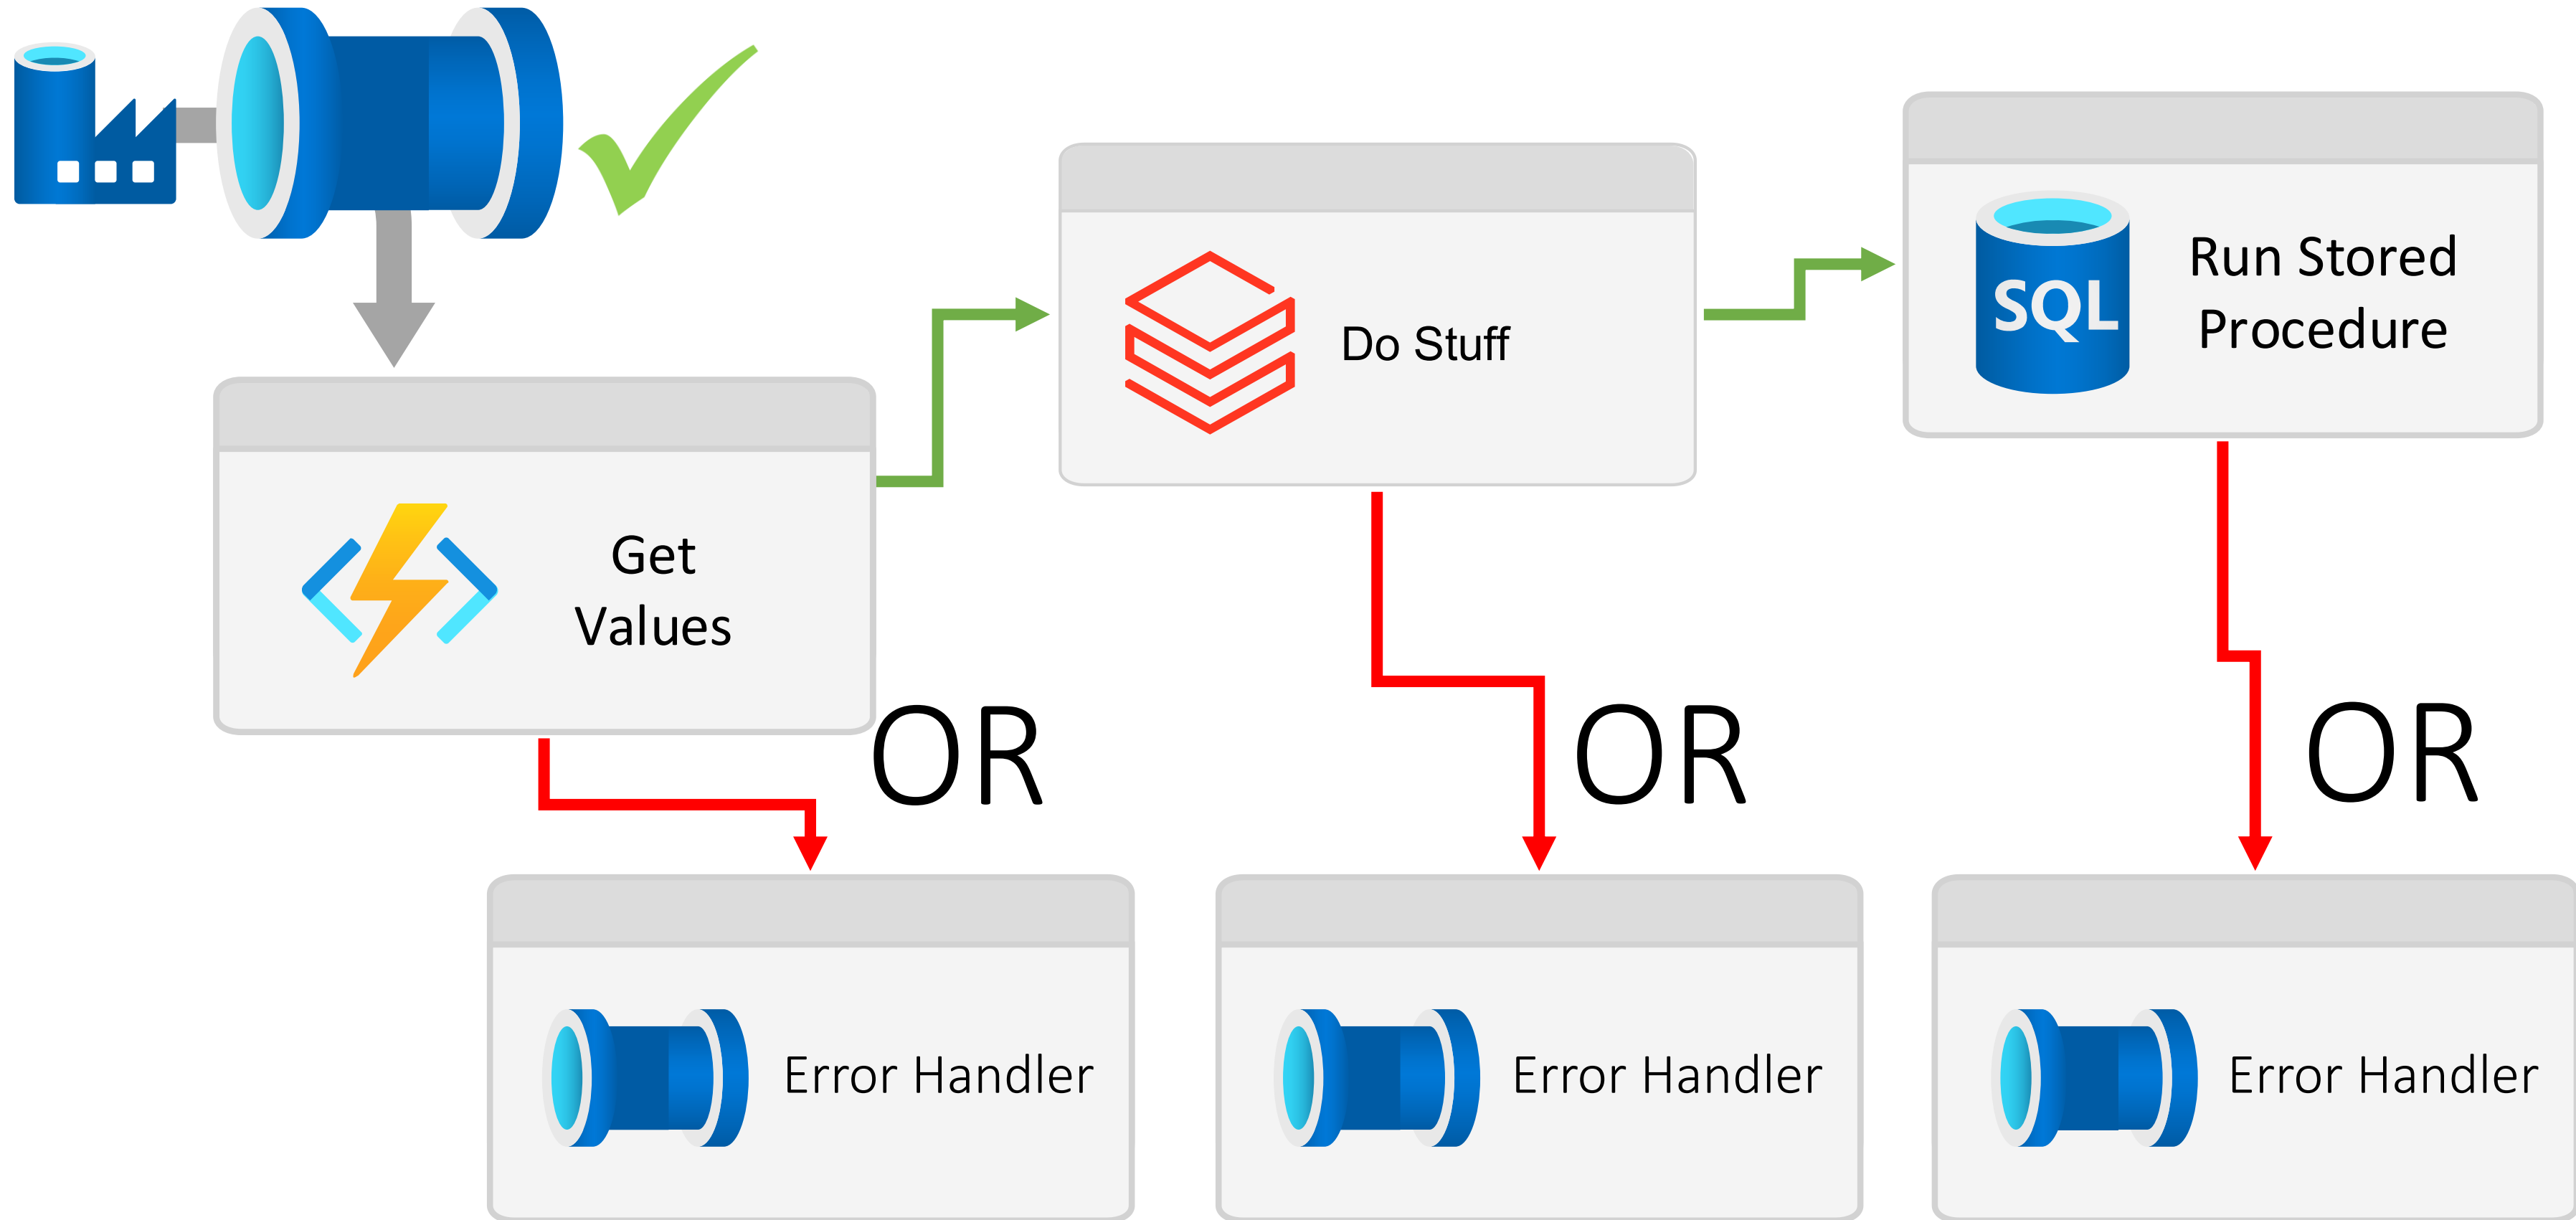 Do Stuff
SQL
Run Stored
Procedure
Get
Values
OR
OR
OR
Error Handler
Error Handler
Error Handler